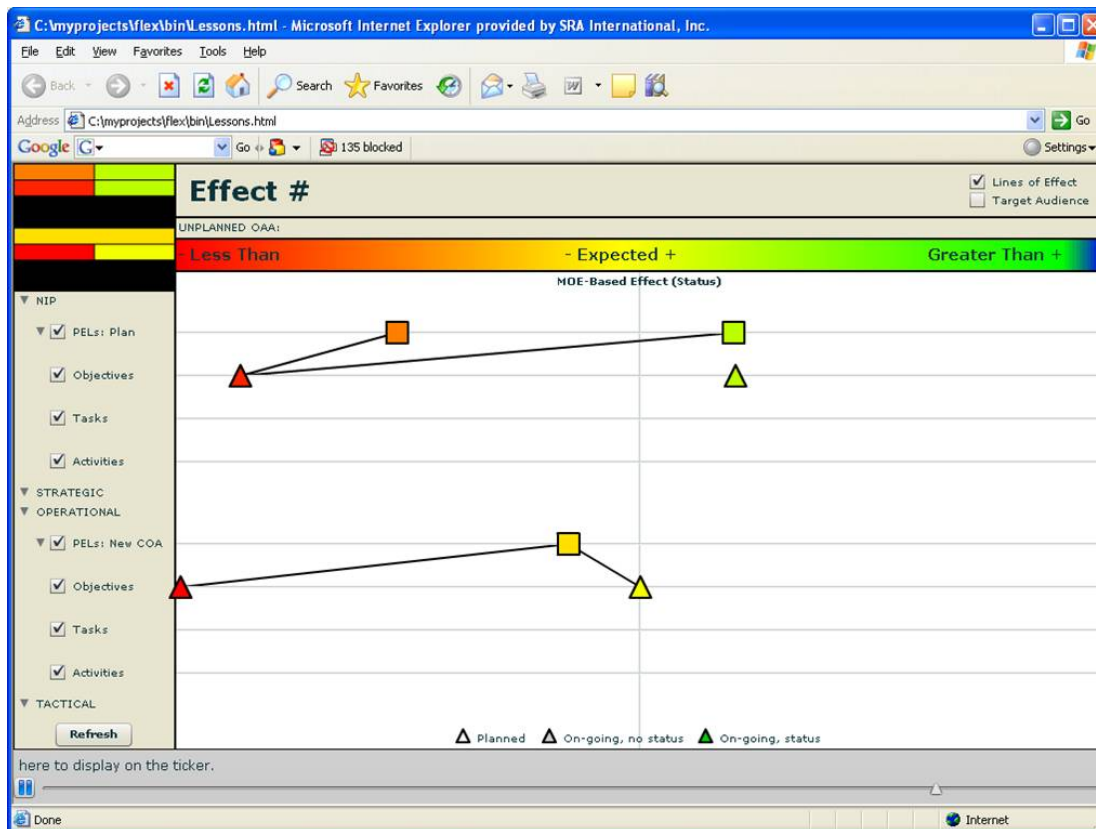 C:\myprojects\flex\bin\Lessons.html - Microsoft Internet Explorer provided by SRA International, Inc.
File Edit View Favorites Tools Help
Back Search Favorites W
Address C:\myprojects\flex\bin\Lessons.html Go
Google G Go 135 blocked Settings
Effect #
Lines of Effect
Target Audience
UNPLANNED OAA:
- Less Than - Expected + Greater Than +
MOE-Based Effect (Status)
NIP
PELs: Plan
Objectives
Tasks
Activities
STRATEGIC
OPERATIONAL
PELs: New COA
Objectives
Tasks
Activities
TACTICAL
Refresh
Planned On-going, no status On-going, status
here to display on the ticker.
Done Internet